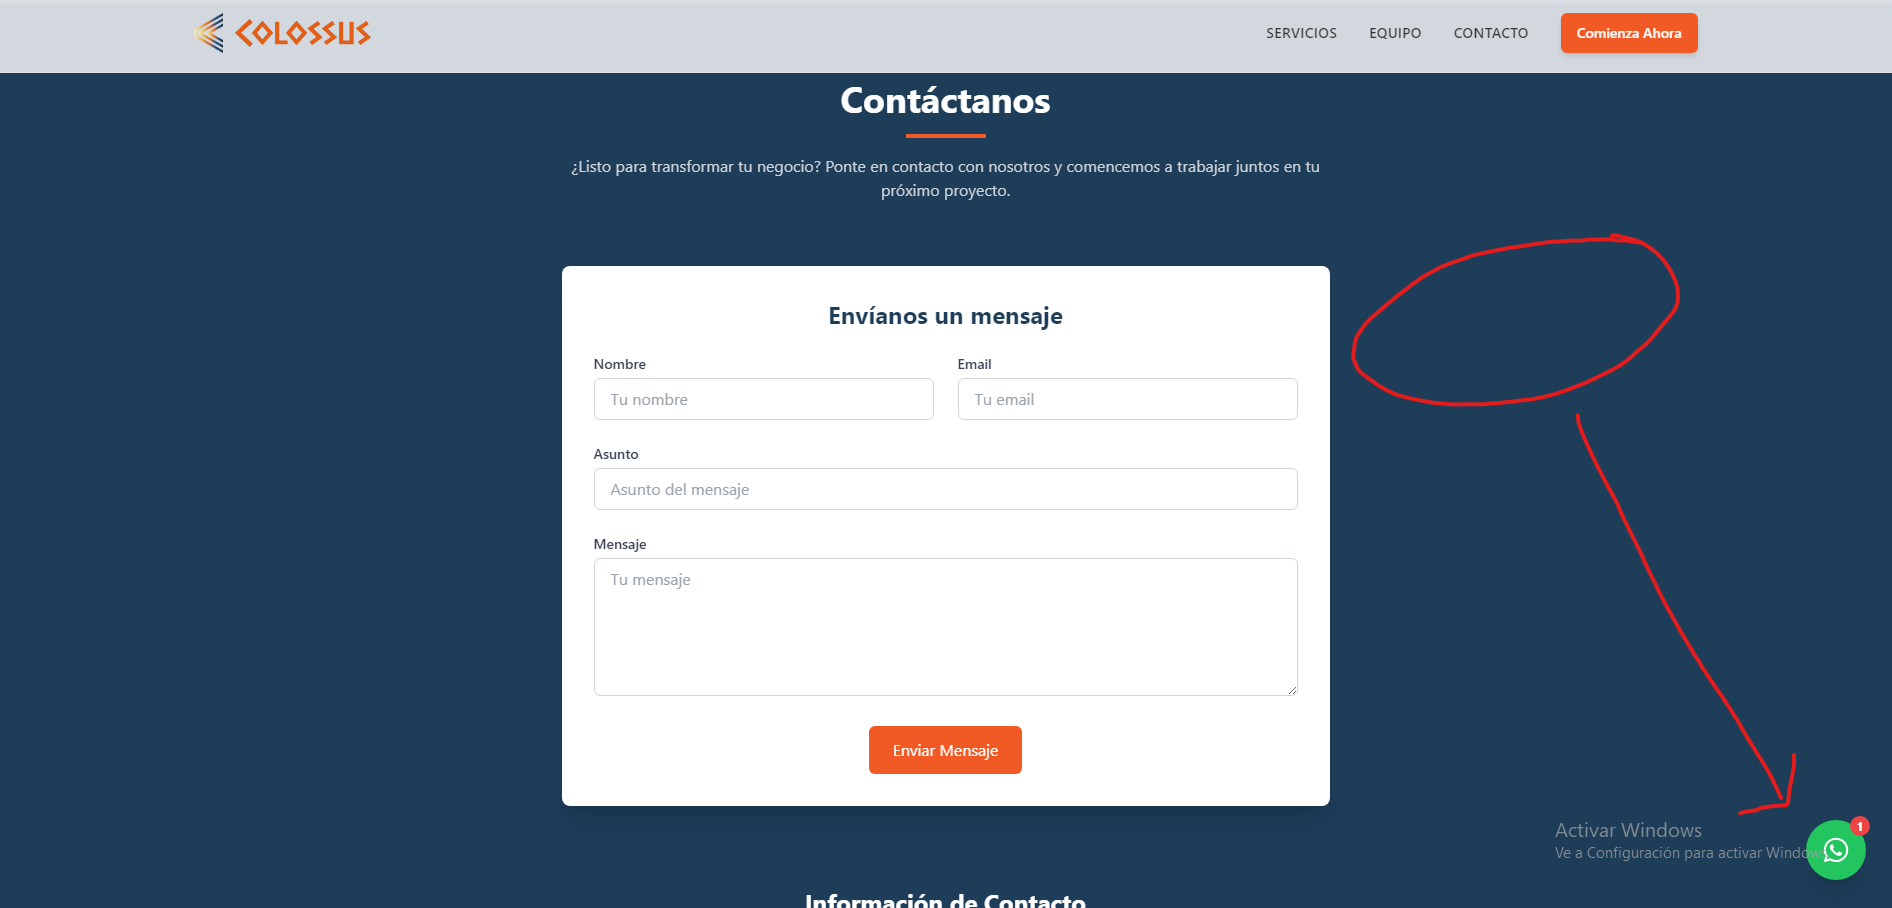 COLOSSUS
SERVICIOS EQUIPO CONTACTO Comienza Ahora
Contáctanos
¿Listo para transformar tu negocio? Ponte en contacto con nosotros y comencemos a trabajar juntos en tu
próximo proyecto.
Envíanos un mensaje
Nombre Email
Tu nombre Tu email
Asunto
Asunto del mensaje
Mensaje
Tu mensaje
Enviar Mensaje
Activar Windows
1
Ve a Configuración para activar Windows
Información de Contacto